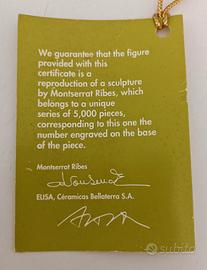 We guarantee that the figure
provided with this
certificate is a
reproduction of a sculpture
by Montserrat Ribes, which
belongs to a unique
series of 5,000 pieces,
corresponding to this one the
number engraved on the base
of the piece.
Montserrat Ribes
ELISA, Céramicos Bellaterra S.A.
subito